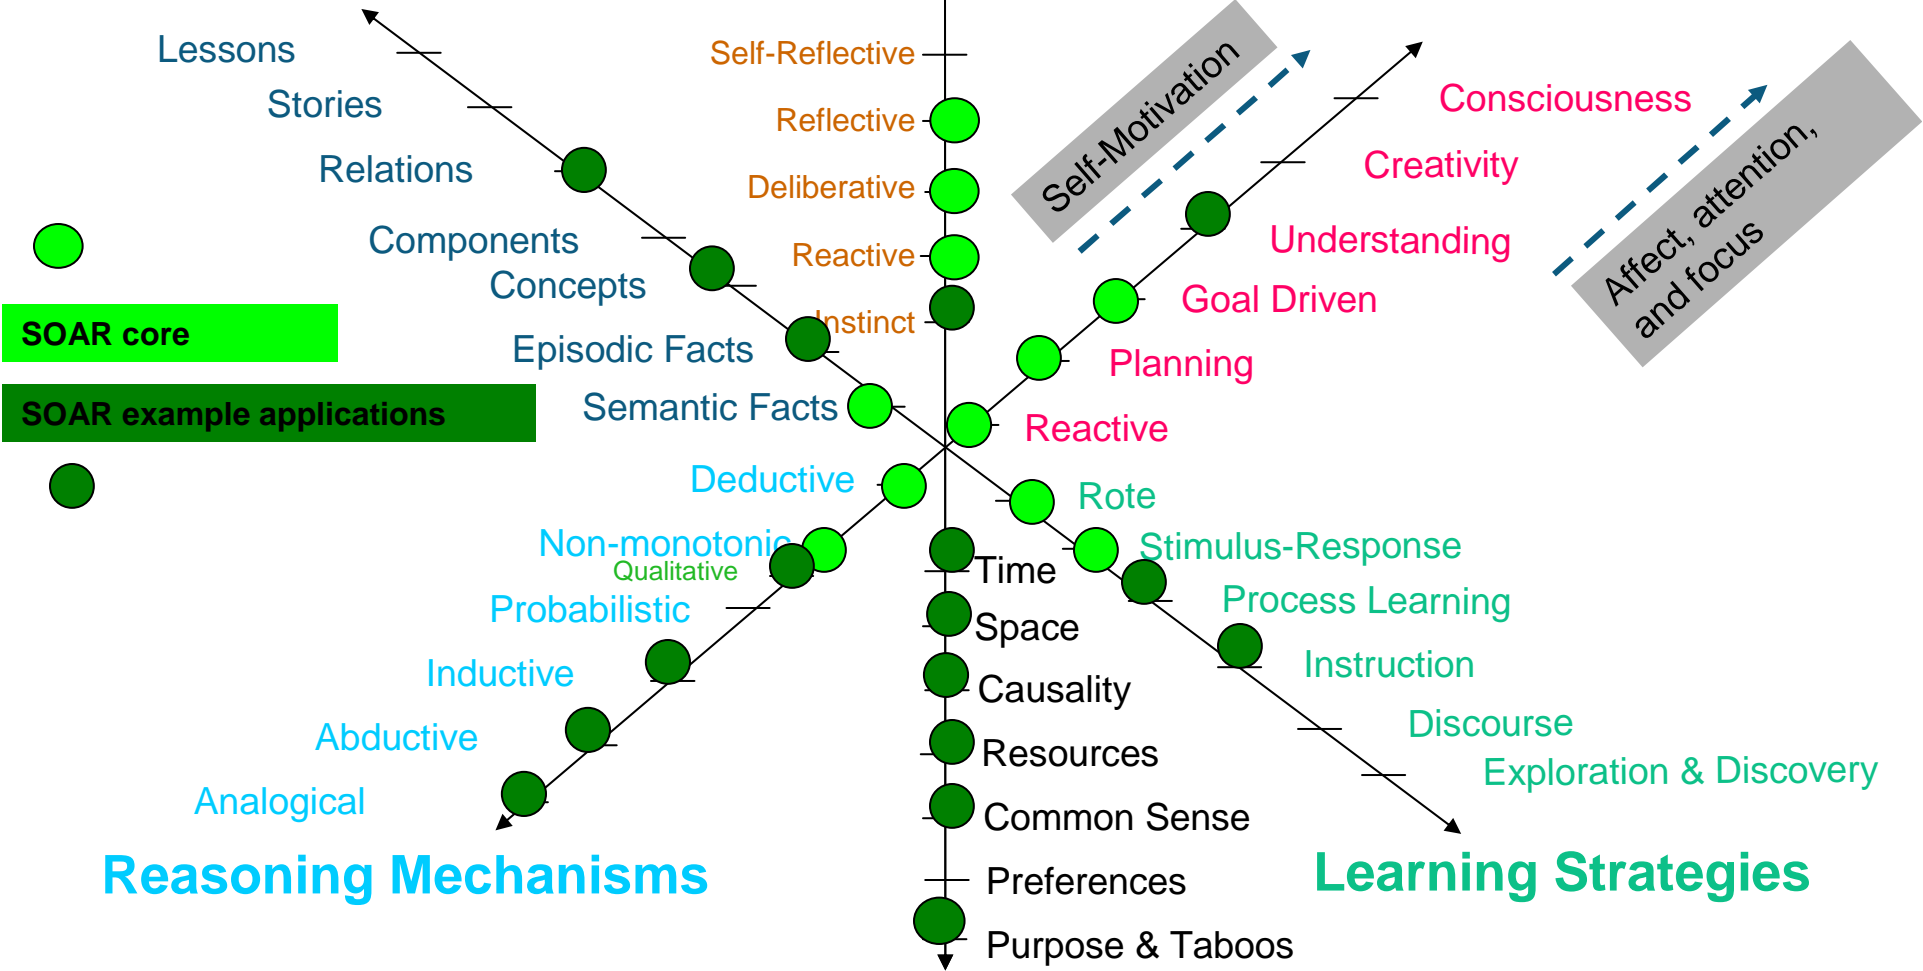 Lessons
Stories
Relations
Components
Concepts
Episodic Facts
Semantic Facts
SOAR core
SOAR example applications
Self-Reflective
Reflective
Deliberative
Reactive
Instinct
Self-Motivation
Consciousness
Creativity
Understanding
Goal Driven
Planning
Reactive
Affect, attention,
and focus
Deductive
Non-monotonic
Qualitative
Probabilistic
Inductive
Abductive
Analogical
Reasoning Mechanisms
Time
Space
Causality
Resources
Common Sense
Preferences
Purpose & Taboos
Rote
Stimulus-Response
Process Learning
Instruction
Discourse
Exploration & Discovery
Learning Strategies